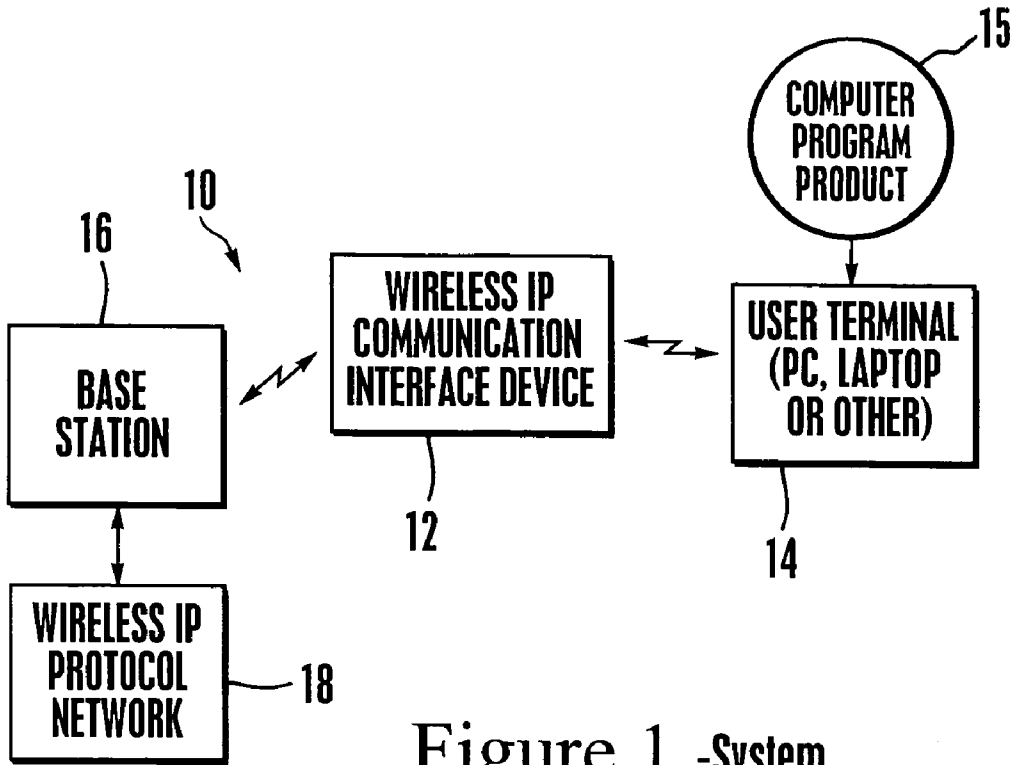 15
COMPUTER
PROGRAM
PRODUCT
10
16
WIRELESS IP
COMMUNICATION
INTERFACE DEVICE
USER TERMINAL
(PC, LAPTOP
OR OTHER)
BASE
STATION
12
14
WIRELESS IP
PROTOCOL
NETWORK
18
Figure 1 -System